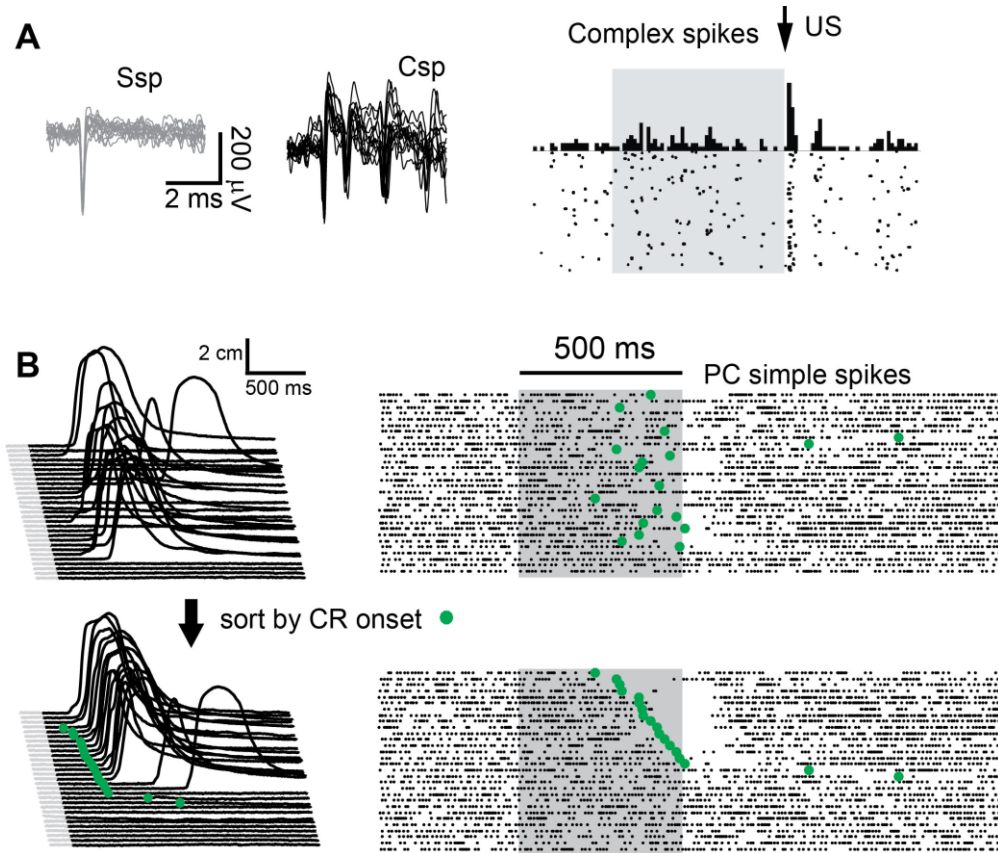 A
Ssp
Csp
200 µV
2 ms
Complex spikes
US
B
2 cm
500 ms
500 ms
PC simple spikes
sort by CR onset